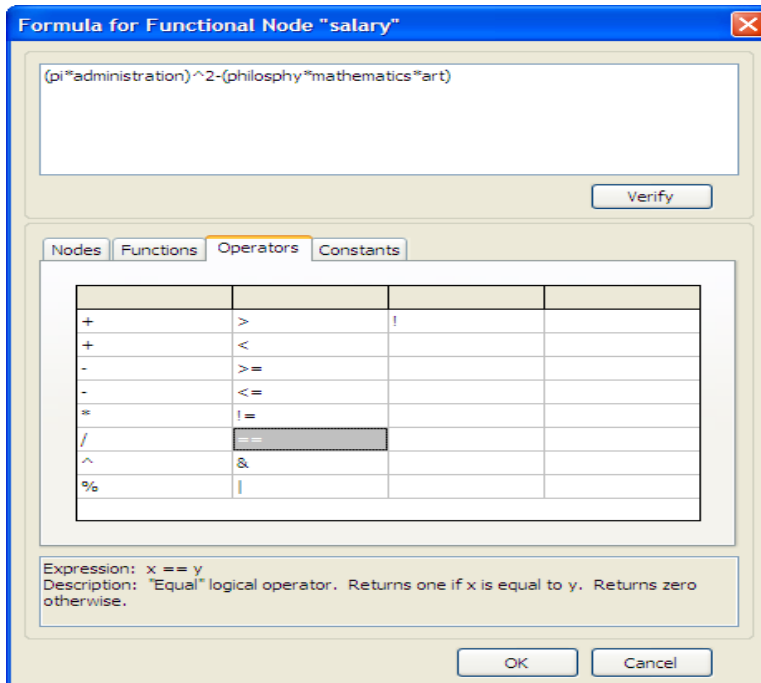 Formula for Functional Node "salary"
(pi*administration)^2-(philosphy*mathematics*art)
Verify
Nodes Functions Operators Constants
+ > !
+ <
- >=
- <=
* !=
/ ==
^ &
% |
Expression: x == y
Description: "Equal" logical operator. Returns one if x is equal to y. Returns zero
otherwise.
OK Cancel